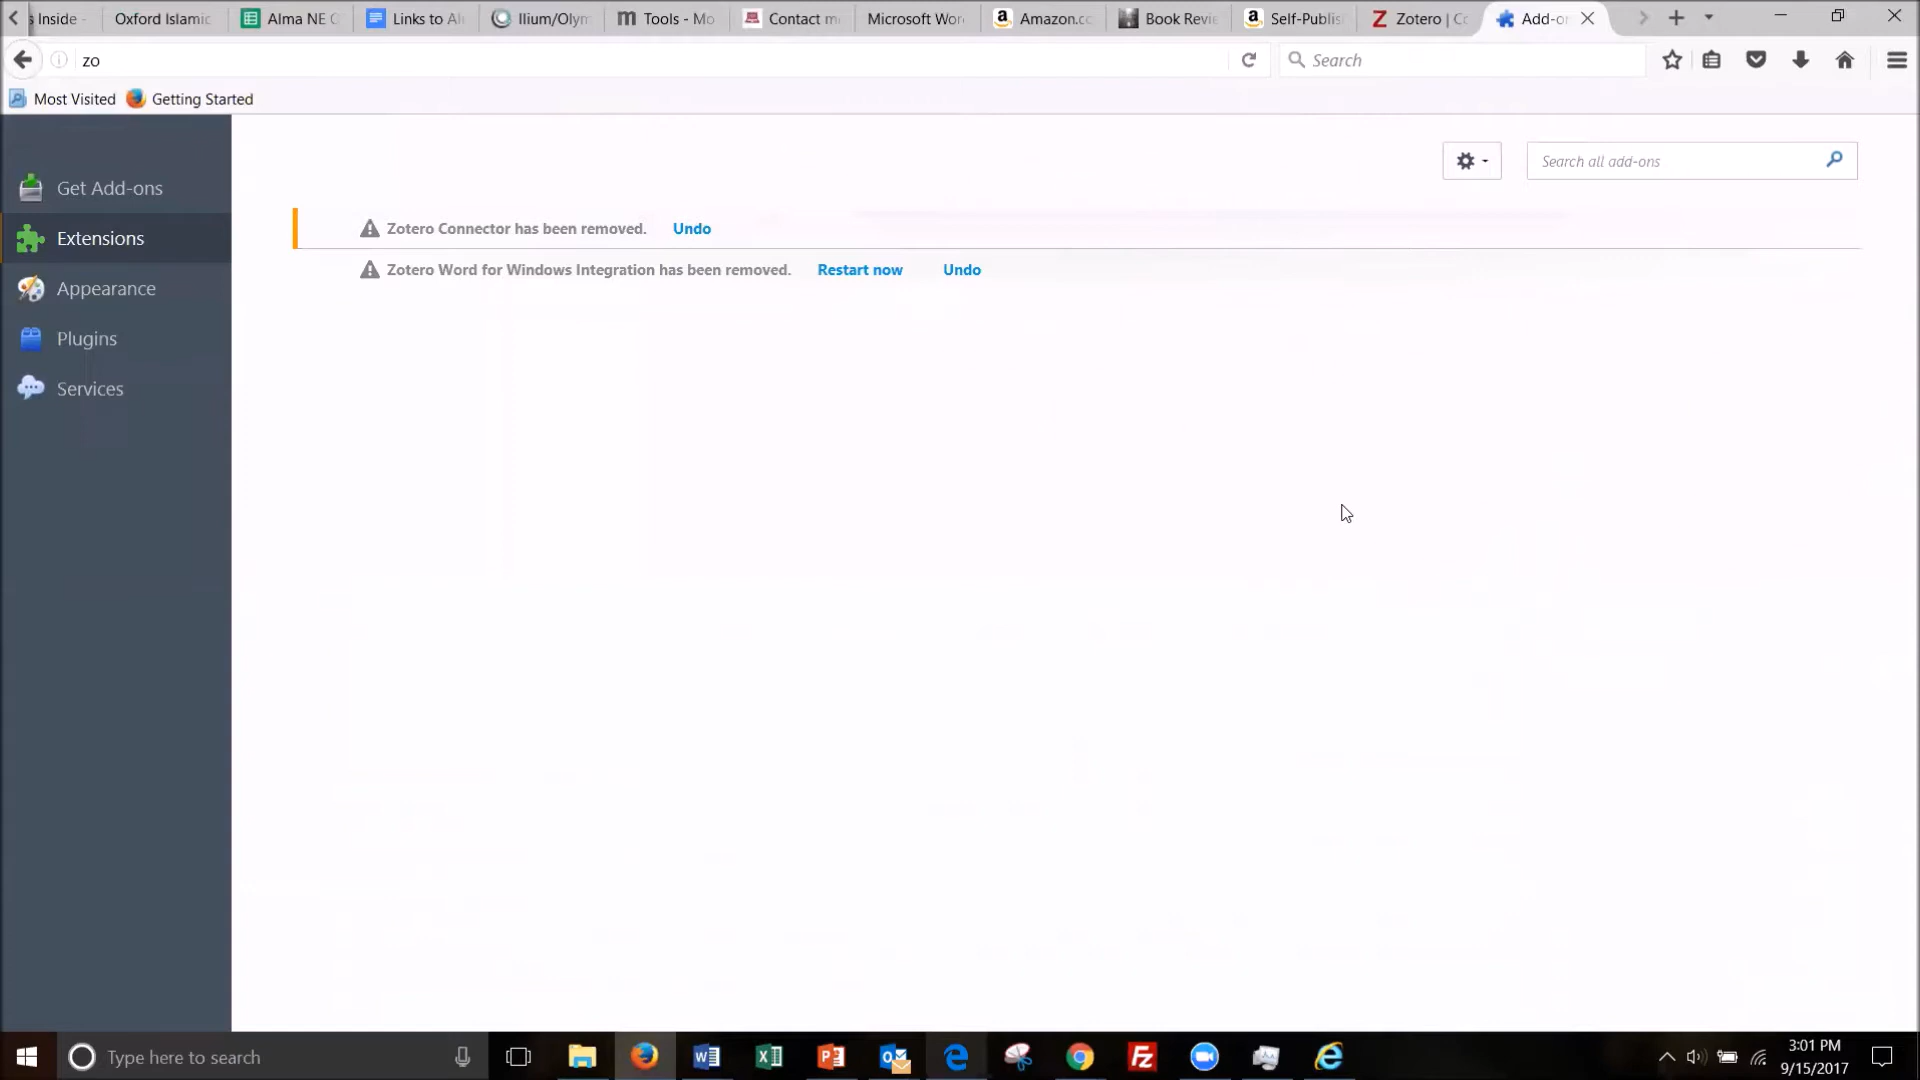 s Inside - Oxford Islamic Alma NE C Links to Al Ilium/Olym Tools - Mo Contact m Microsoft Wor Amazon.co Book Revie Self-Publis Zotero | Co Add-o
zo Search
Most Visited Getting Started
Get Add-ons
Search all add-ons
Extensions
Zotero Connector has been removed. Undo
Zotero Word for Windows Integration has been removed. Restart now Undo
Appearance
Plugins
Services
Type here to search
3:01 PM
9/15/2017